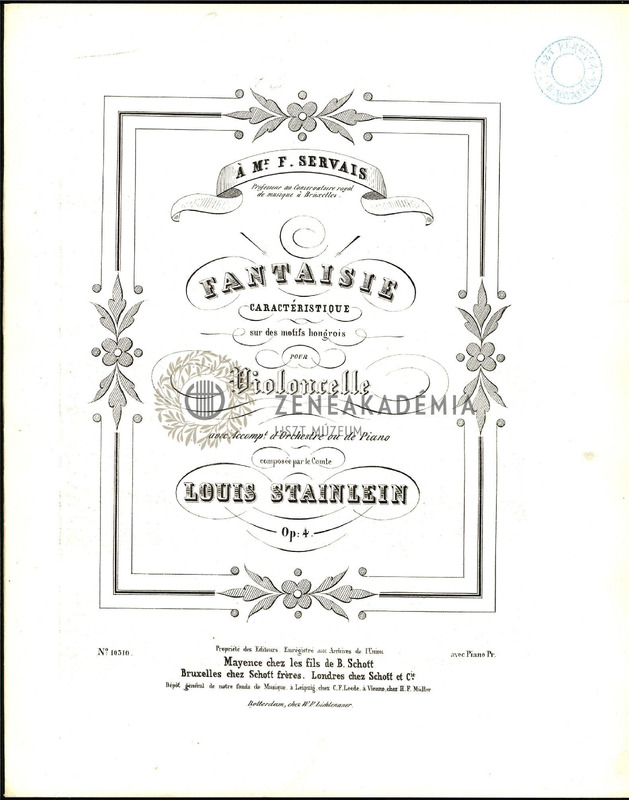 À MR. F. SERVAIS
Professeur au Conservatoire royal
de musique à Bruxelles.
FANTAISIE
CARACTÉRISTIQUE
sur des motifs hongrois
POUR
Violoncelle
ZENEAKADÉMIA
LISZT MÚZEUM
avec Accompt. d'Orchestre ou de Piano
composée par le Comte
LOUIS STAINLEIN
Op: 4.
No. 10510.
Propriété des Editeurs. Enregistré aux Archives de l'Union
avec Piano Pr.
Mayence chez les fils de B. Schott
Bruxelles chez Schott frères. Londres chez Schott et Cie
Dépôt général de notre fonds de Musique à Leipzig, chez C. F. Leede. à Vienne, chez H. F. Müller
Rotterdam, chez W. F. Lichtenauer.